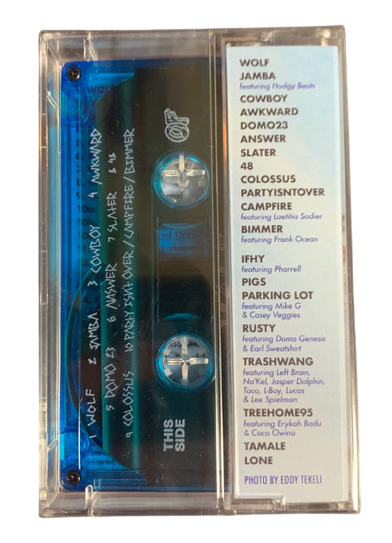 WOLF
JAMBA
featuring Hodgy Beats
COWBOY
AWKWARD
DOMO23
ANSWER
SLATER
48
COLOSSUS
PARTYISNTOVER
CAMPFIRE
featuring Laetitia Sadier
BIMMER
featuring Frank Ocean
IFHY
featuring Pharrell
PIGS
PARKING LOT
featuring Mike G
& Casey Veggies
RUSTY
featuring Domo Genesis
& Earl Sweatshirt
TRASHWANG
featuring Left Brain,
Na'Kel, Jasper Dolphin,
Taco, L-Boy, Lucas
& Lee Spielman
TREEHOME95
featuring Erykah Badu
& Coco Owino
TAMALE
LONE
PHOTO BY EDDY TEKELI
1 WOLF 2 JAMBA 3 COWBOY 4 AWKWARD
5 DOMO 23 6 ANSWER 7 SLATER 8 48
9 COLOSSUS 10 PARTY ISNT OVER / CAMPFIRE / BIMMER
THIS
SIDE
OF